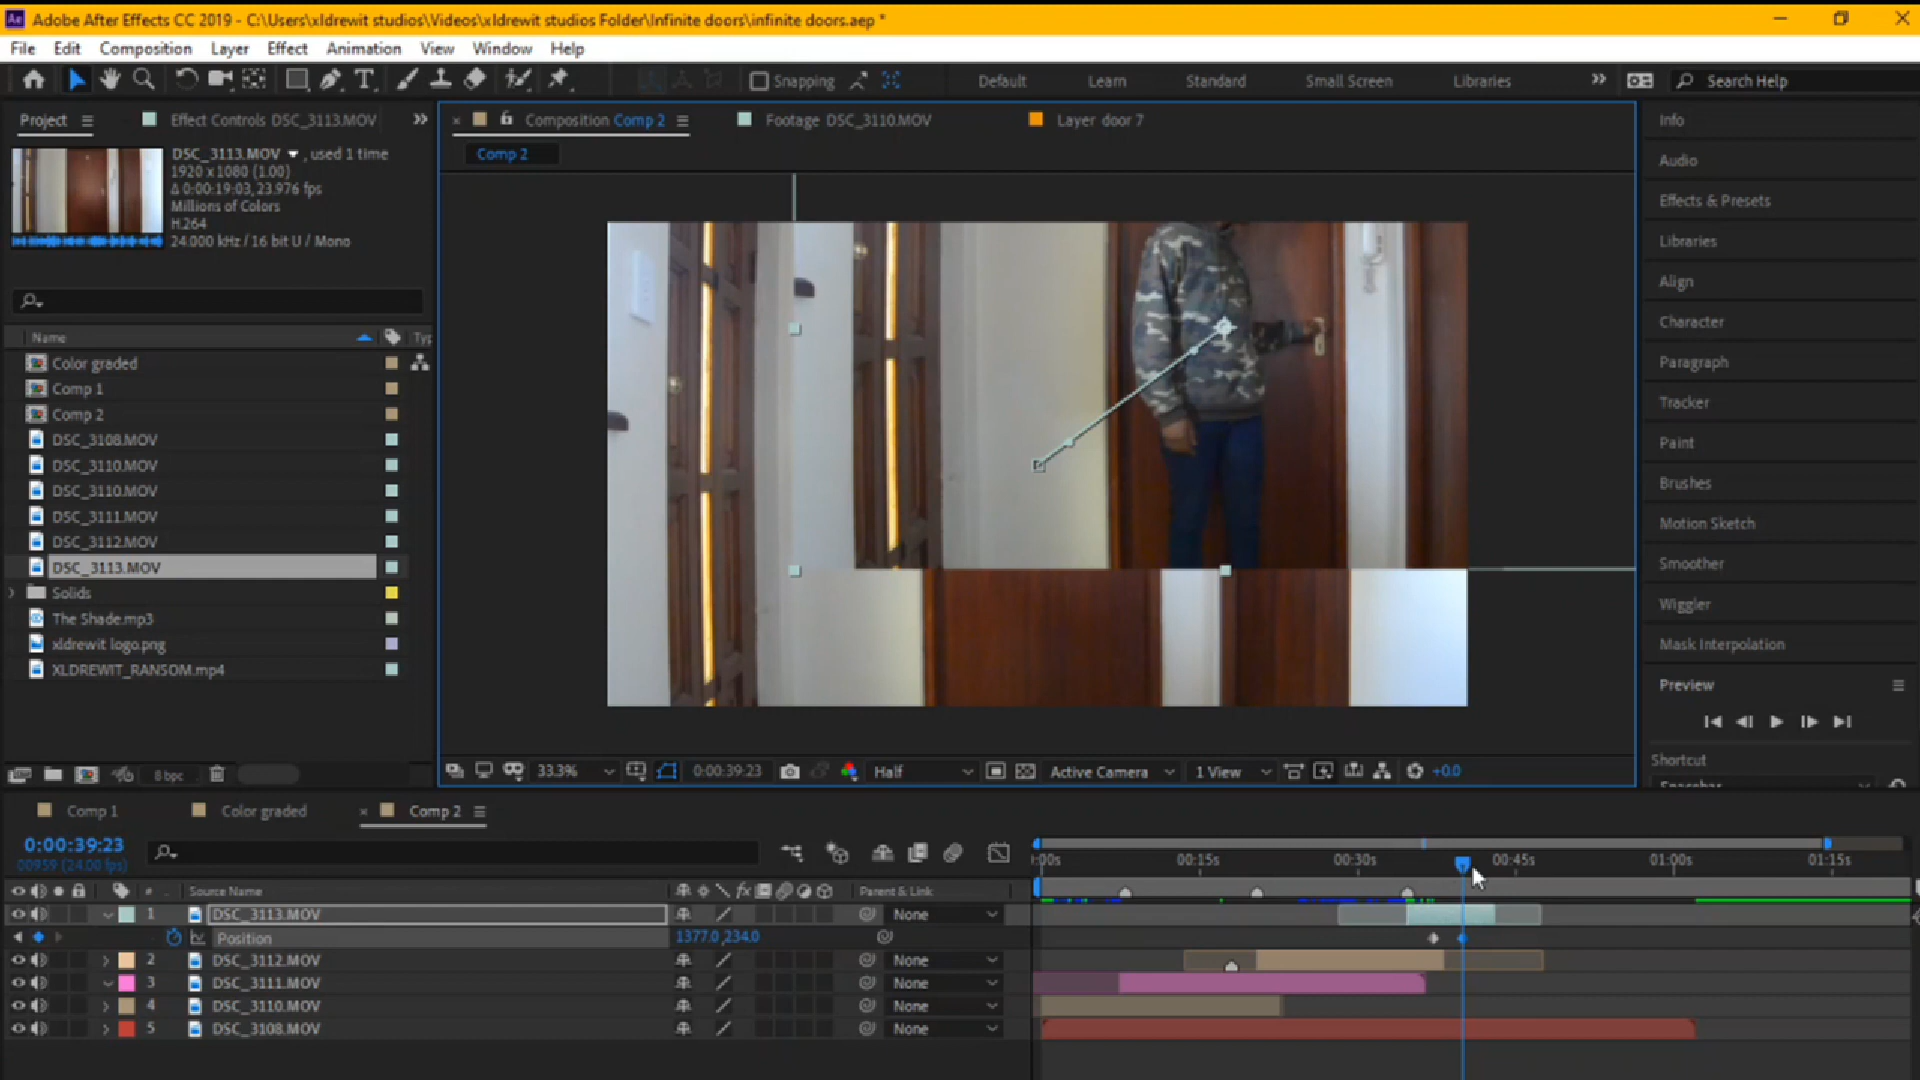 Ae Adobe After Effects CC 2019 - C:\Users\xldrewit studios\Videos\xldrewit studios Folder\Infinite doors\infinite doors.aep *
File Edit Composition Layer Effect Animation View Window Help
Snapping Default Learn Standard Small Screen Libraries Search Help
Project Effect Controls DSC_3113.MOV Composition Comp 2 Footage DSC_3110.MOV Layer door 7
Comp 2
DSC_3113.MOV , used 1 time
1920 x 1080 (1.00)
Δ 0:00:19:03, 23.976 fps
Millions of Colors
H.264
24.000 kHz / 16 bit U / Mono
Name Typ
Color graded
Comp 1
Comp 2
DSC_3108.MOV
DSC_3110.MOV
DSC_3110.MOV
DSC_3111.MOV
DSC_3112.MOV
DSC_3113.MOV
Solids
The Shade.mp3
xldrewit logo.png
XLDREWIT_RANSOM.mp4
8 bpc
33.3% 0:00:39:23 Half Active Camera 1 View +0.0
Info
Audio
Effects & Presets
Libraries
Align
Character
Paragraph
Tracker
Paint
Brushes
Motion Sketch
Smoother
Wiggler
Mask Interpolation
Preview
Shortcut
Spacebar
Comp 1 Color graded Comp 2
0:00:39:23
00959 (24.00 fps)
:00s 00:15s 00:30s 00:45s 01:00s 01:15s
# Source Name fx Parent & Link
1 DSC_3113.MOV None
Position 1377.0,234.0
2 DSC_3112.MOV None
3 DSC_3111.MOV None
4 DSC_3110.MOV None
5 DSC_3108.MOV None